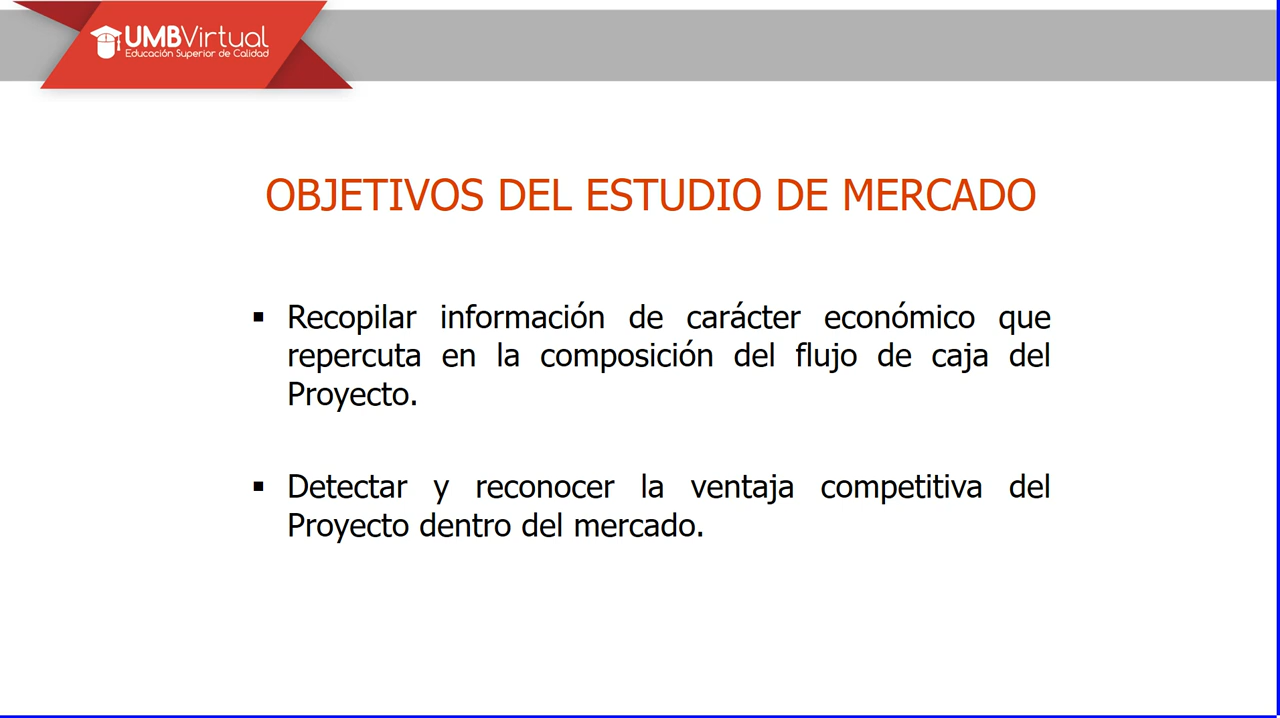 UMBVirtual
Educación Superior de Calidad
OBJETIVOS DEL ESTUDIO DE MERCADO
▪ Recopilar información de carácter económico que
repercuta en la composición del flujo de caja del
Proyecto.
▪ Detectar y reconocer la ventaja competitiva del
Proyecto dentro del mercado.